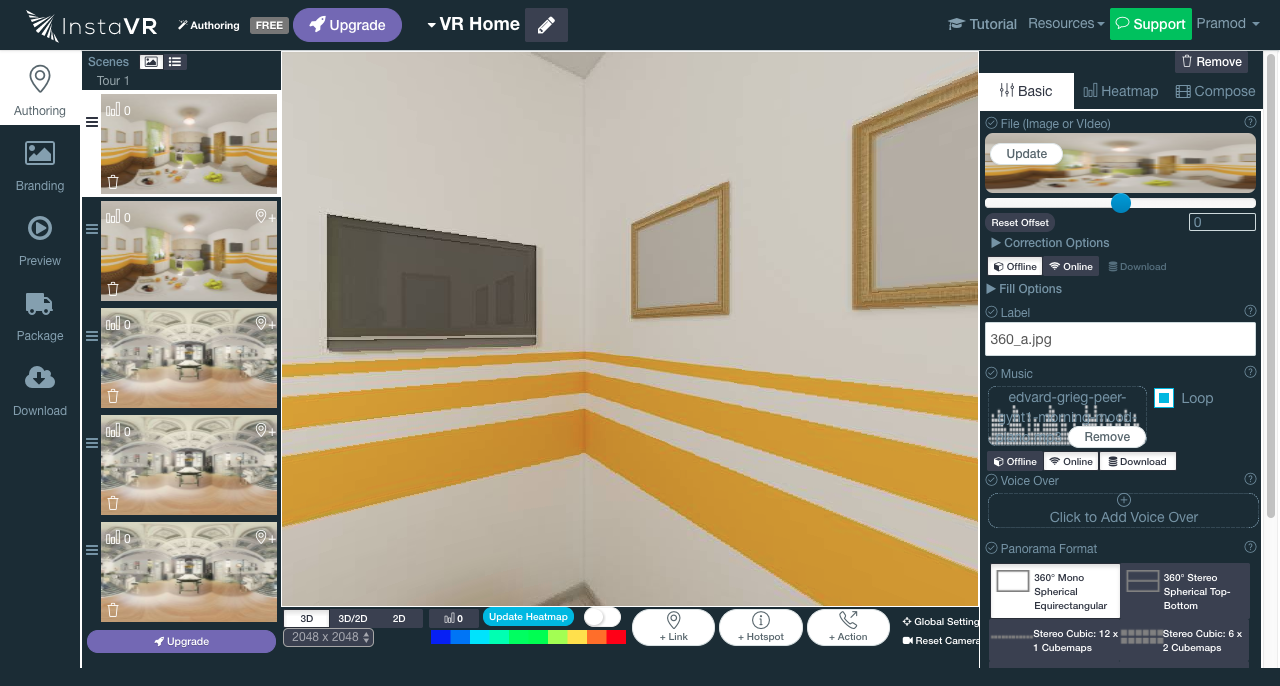 InstaVR
Authoring
FREE
Upgrade
VR Home
Tutorial
Resources
Support
Pramod
Authoring
Branding
Preview
Package
Download
Scenes
Tour 1
0
0
0
0
0
Upgrade
3D
3D/2D
2D
0
Update Heatmap
2048 x 2048
+ Link
+ Hotspot
+ Action
Global Setting
Reset Camera
Remove
Basic
Heatmap
Compose
File (Image or VIdeo)
Update
Reset Offset
0
Correction Options
Offline
Online
Download
Fill Options
Label
360_a.jpg
Music
edvard-grieg-peer-
Loop
Remove
Offline
Online
Download
Voice Over
Click to Add Voice Over
Panorama Format
360° Mono
Spherical
Equirectangular
360° Stereo
Spherical Top-
Bottom
Stereo Cubic: 12 x
1 Cubemaps
Stereo Cubic: 6 x
2 Cubemaps